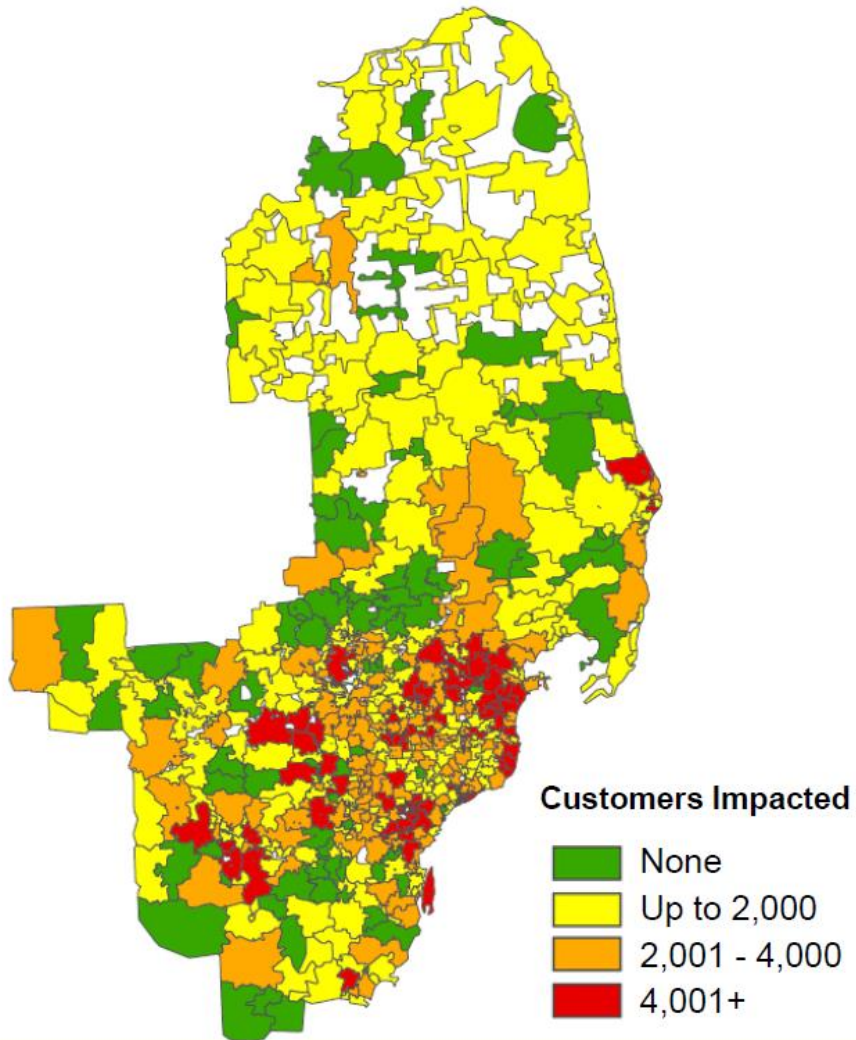 Customers Impacted
None
Up to 2,000
2,001 - 4,000
4,001+